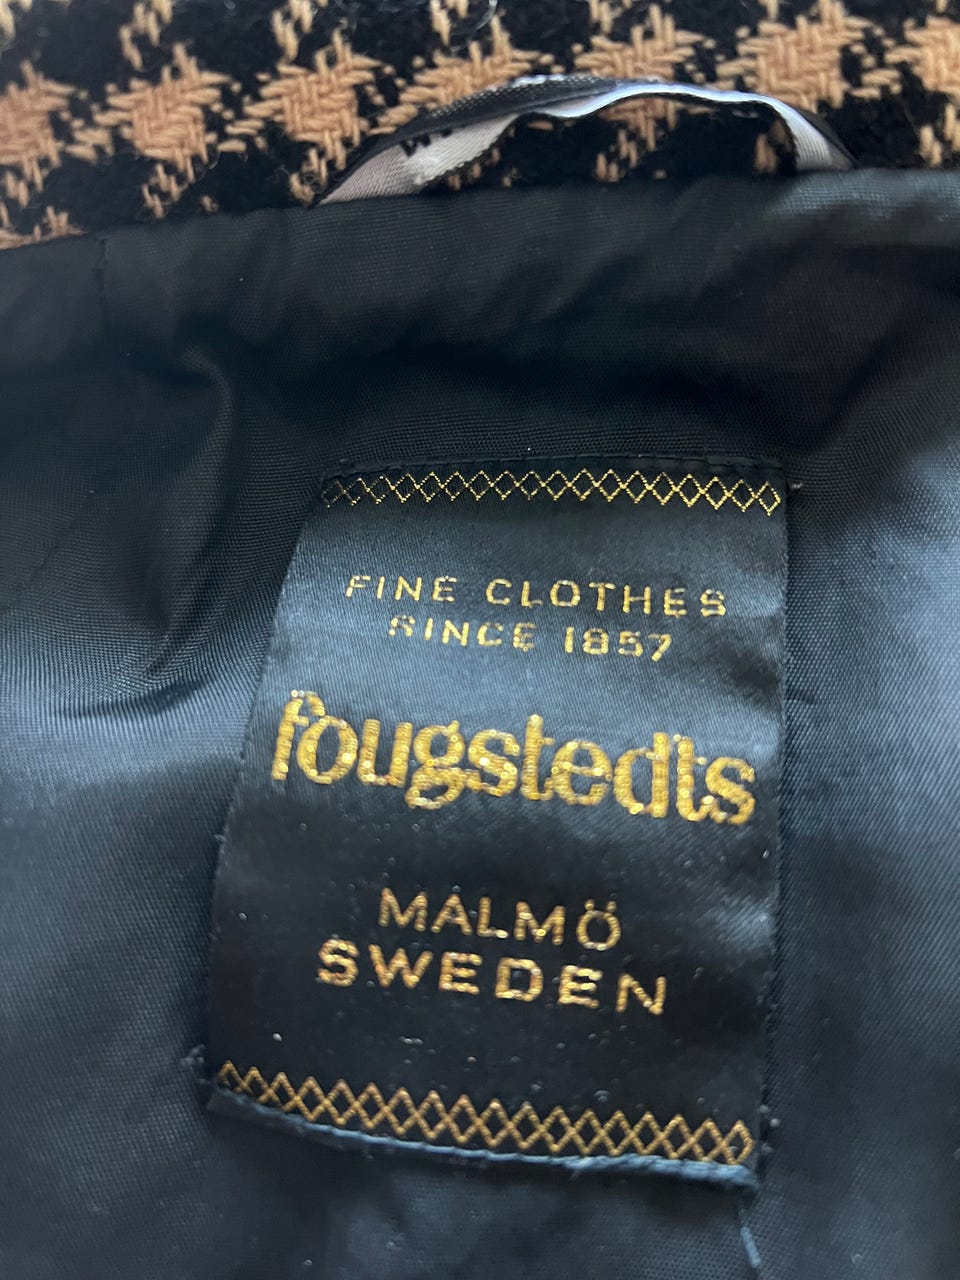 FINE CLOTHES
SINCE 1857
fougstedts
MALMÖ
SWEDEN